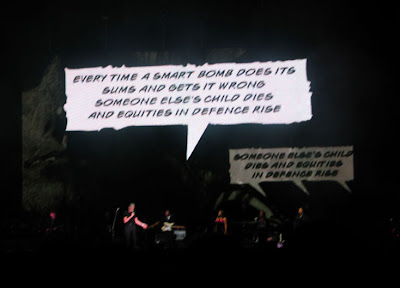 EVERY TIME A SMART BOMB DOES ITS
SUMS AND GETS IT WRONG
SOMEONE ELSE'S CHILD DIES
AND EQUITIES IN DEFENCE RISE
SOMEONE ELSE'S CHILD
DIES AND EQUITIES
IN DEFENCE RISE